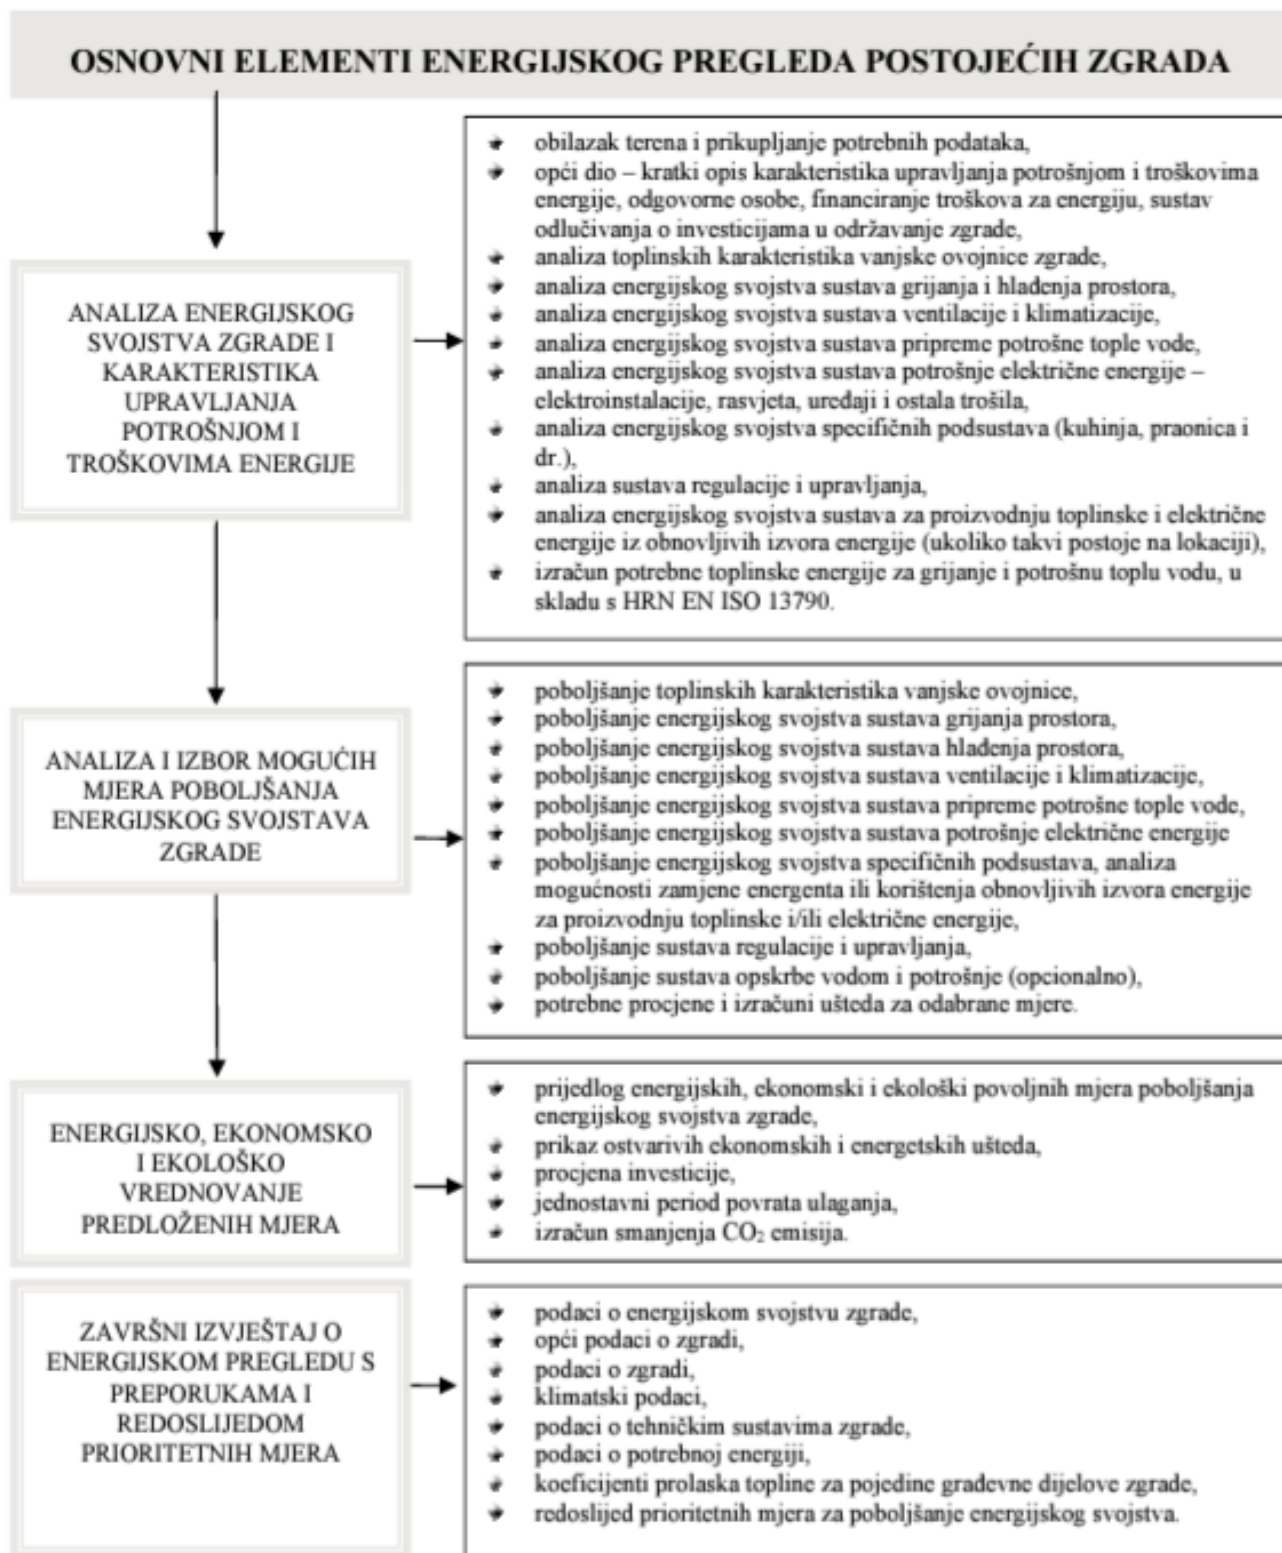 OSNOVNI ELEMENTI ENERGIJSKOG PREGLEDA POSTOJEĆIH ZGRADA
ANALIZA ENERGIJSKOG
SVOJSTVA ZGRADE I
KARAKTERISTIKA
UPRAVLJANJA
POTROŠNJOM I
TROŠKOVIMA ENERGIJE
obilazak terena i prikupljanje potrebnih podataka,
opći dio – kratki opis karakteristika upravljanja potrošnjom i troškovima
energije, odgovorne osobe, financiranje troškova za energiju, sustav
odlučivanja o investicijama u održavanje zgrade,
analiza toplinskih karakteristika vanjske ovojnice zgrade,
analiza energijskog svojstva sustava grijanja i hlađenja prostora,
analiza energijskog svojstva sustava ventilacije i klimatizacije,
analiza energijskog svojstva sustava pripreme potrošne tople vode,
analiza energijskog svojstva sustava potrošnje električne energije –
elektroinstalacije, rasvjeta, uređaji i ostala trošila,
analiza energijskog svojstva specifičnih podsustava (kuhinja, praonica i
dr.),
analiza sustava regulacije i upravljanja,
analiza energijskog svojstva sustava za proizvodnju toplinske i električne
energije iz obnovljivih izvora energije (ukoliko takvi postoje na lokaciji),
izračun potrebne toplinske energije za grijanje i potrošnu toplu vodu, u
skladu s HRN EN ISO 13790.
ANALIZA I IZBOR MOGUĆIH
MJERA POBOLJŠANJA
ENERGIJSKOG SVOJSTAVA
ZGRADE
poboljšanje toplinskih karakteristika vanjske ovojnice,
poboljšanje energijskog svojstva sustava grijanja prostora,
poboljšanje energijskog svojstva sustava hlađenja prostora,
poboljšanje energijskog svojstva sustava ventilacije i klimatizacije,
poboljšanje energijskog svojstva sustava pripreme potrošne tople vode,
poboljšanje energijskog svojstva sustava potrošnje električne energije
poboljšanje energijskog svojstva specifičnih podsustava, analiza
mogućnosti zamjene energenta ili korištenja obnovljivih izvora energije
za proizvodnju toplinske i/ili električne energije,
poboljšanje sustava regulacije i upravljanja,
poboljšanje sustava opskrbe vodom i potrošnje (opcionalno),
potrebne procjene i izračuni ušteda za odabrane mjere.
ENERGIJSKO, EKONOMSKO
I EKOLOŠKO
VREDNOVANJE
PREDLOŽENIH MJERA
prijedlog energijskih, ekonomski i ekološki povoljnih mjera poboljšanja
energijskog svojstva zgrade,
prikaz ostvarivih ekonomskih i energetskih ušteda,
procjena investicije,
jednostavni period povrata ulaganja,
izračun smanjenja CO₂ emisija.
ZAVRŠNI IZVJEŠTAJ O
ENERGIJSKOM PREGLEDU S
PREPORUKAMA I
REDOSLIJEDOM
PRIORITETNIH MJERA
podaci o energijskom svojstvu zgrade,
opći podaci o zgradi,
podaci o zgradi,
klimatski podaci,
podaci o tehničkim sustavima zgrade,
podaci o potrebnoj energiji,
koeficijenti prolaska topline za pojedine građevne dijelove zgrade,
redoslijed prioritetnih mjera za poboljšanje energijskog svojstva.